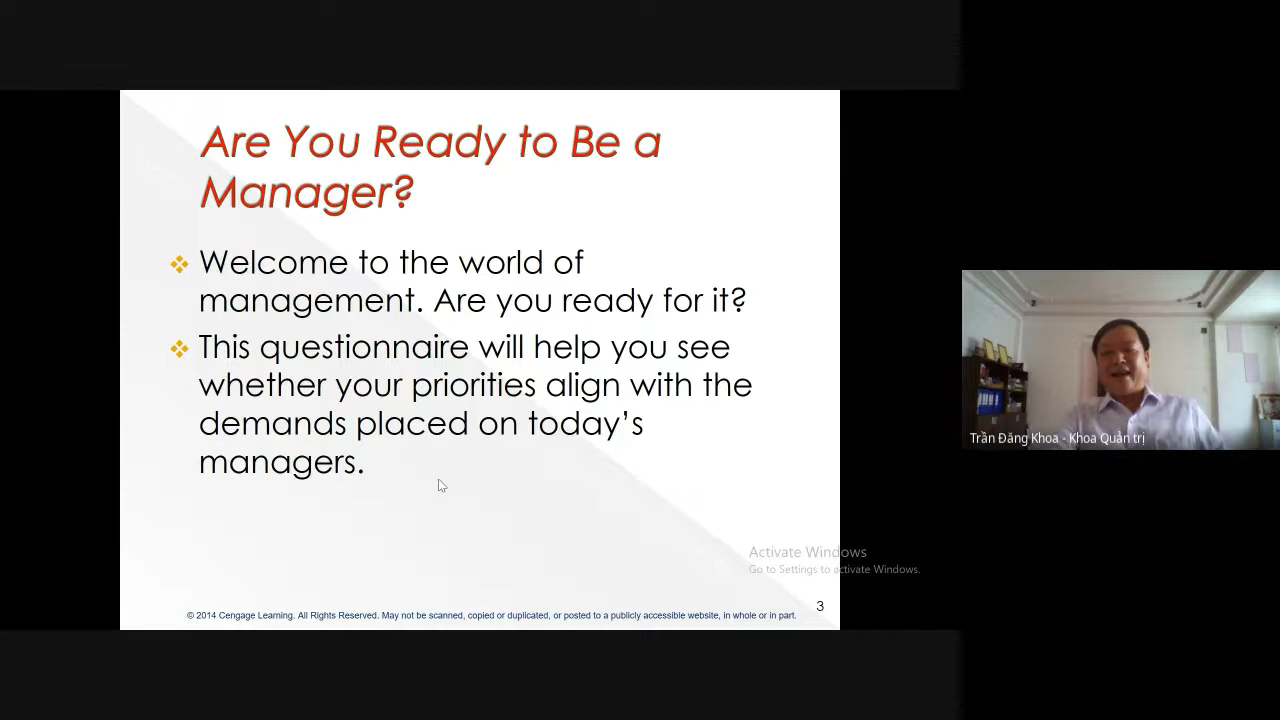 Are You Ready to Be a
Manager?
Welcome to the world of
management. Are you ready for it?
This questionnaire will help you see
whether your priorities align with the
demands placed on today’s
managers.
Trần Đăng Khoa - Khoa Quản trị
Activate Windows
Go to Settings to activate Windows.
3
© 2014 Cengage Learning. All Rights Reserved. May not be scanned, copied or duplicated, or posted to a publicly accessible website, in whole or in part.